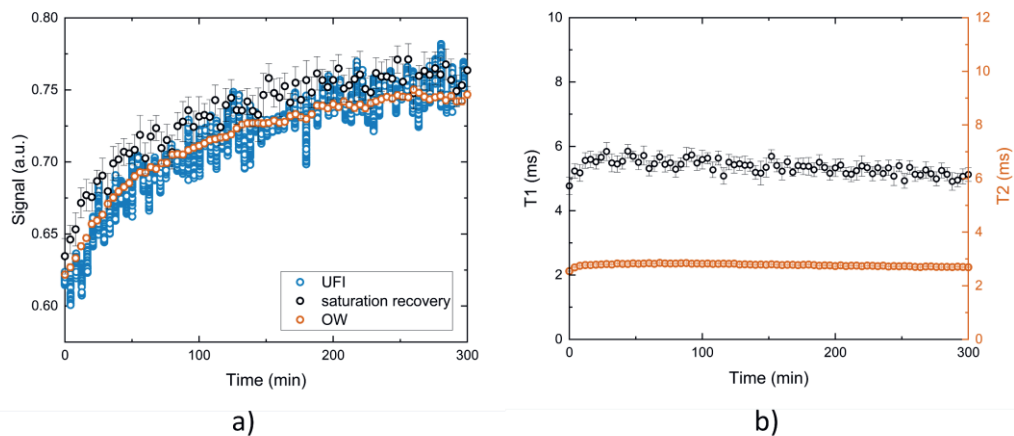 0.80
0.75
0.70
0.65
0.60
Signal (a.u.)
UFI
saturation recovery
OW
0 100 200 300
Time (min)
a)
10
8
6
4
2
0
T1 (ms)
12
10
8
6
4
2
0
T2 (ms)
0 100 200 300
Time (min)
b)